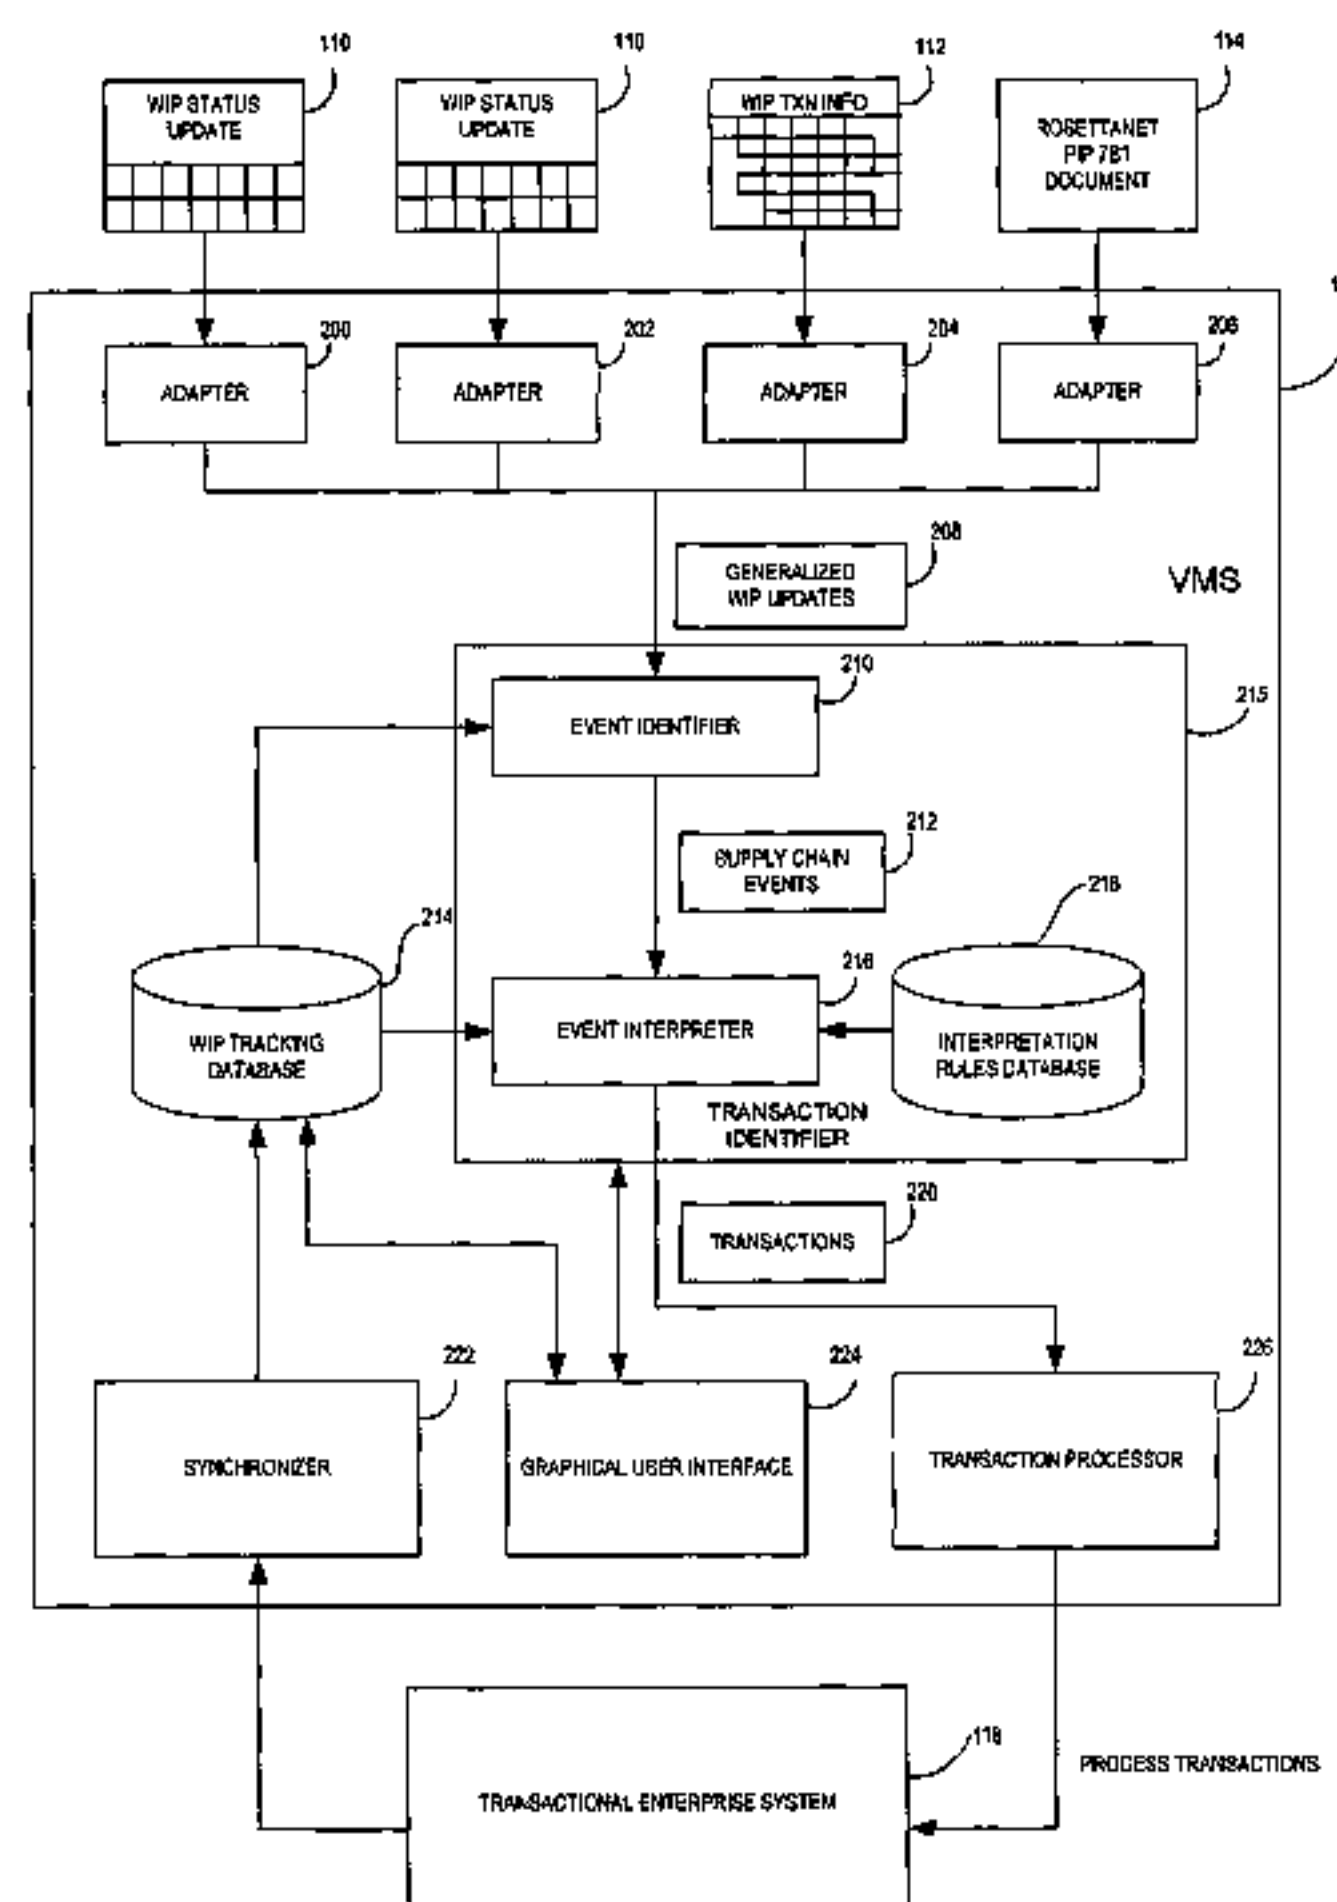 110
110
112
114
WIP STATUS
UPDATE
WIP STATUS
UPDATE
WIP TXN INFO
ROSETTANET
PIP 7B1
DOCUMENT
200
202
204
206
ADAPTER
ADAPTER
ADAPTER
ADAPTER
208
GENERALIZED
WIP UPDATES
VMS
210
215
EVENT IDENTIFIER
212
SUPPLY CHAIN
EVENTS
218
214
216
WIP TRACKING
DATABASE
EVENT INTERPRETER
INTERPRETATION
RULES DATABASE
TRANSACTION
IDENTIFIER
220
TRANSACTIONS
222
224
226
SYNCHRONIZER
GRAPHICAL USER INTERFACE
TRANSACTION PROCESSOR
118
PROCESS TRANSACTIONS
TRANSACTIONAL ENTERPRISE SYSTEM